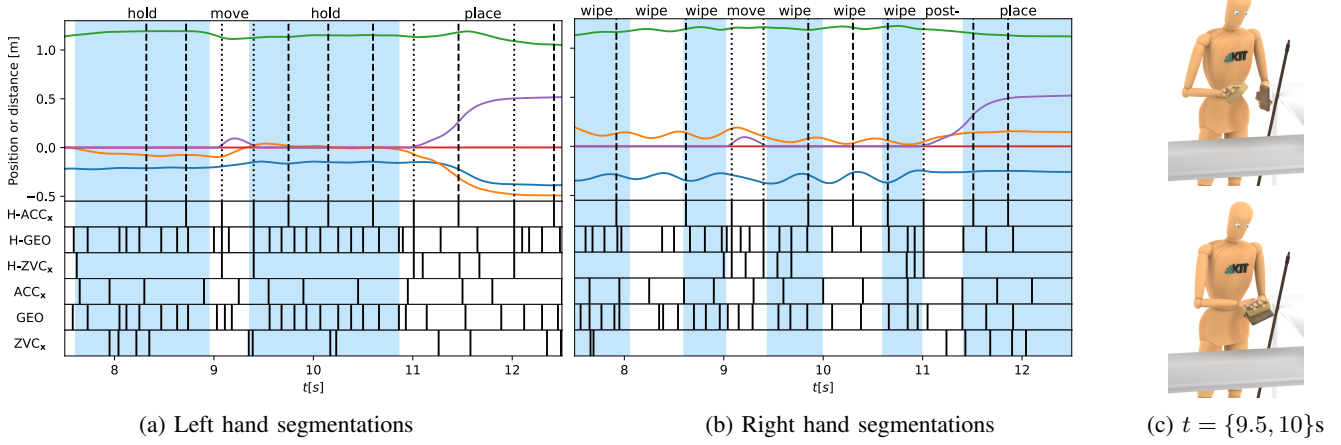 hold move hold place
wipe wipe wipe move wipe wipe wipe post- place
Position or distance [m]
1.0
0.5
0.0
−0.5
H-ACCx
H-GEO
H-ZVCx
ACCx
GEO
ZVCx
8 9 10 11 12
t[s]
8 9 10 11 12
t[s]
KIT
KIT
(a) Left hand segmentations
(b) Right hand segmentations
(c) t = {9.5, 10}s